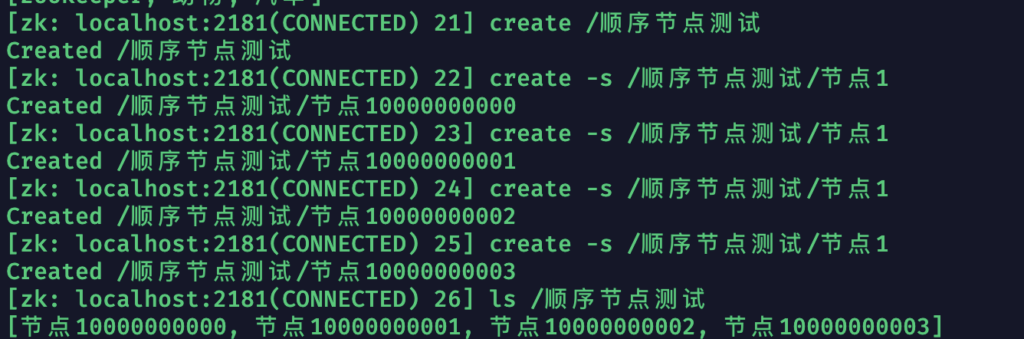 [zookeeper, 动物, 汽车]
[zk: localhost:2181(CONNECTED) 21] create /顺序节点测试
Created /顺序节点测试
[zk: localhost:2181(CONNECTED) 22] create -s /顺序节点测试/节点1
Created /顺序节点测试/节点10000000000
[zk: localhost:2181(CONNECTED) 23] create -s /顺序节点测试/节点1
Created /顺序节点测试/节点10000000001
[zk: localhost:2181(CONNECTED) 24] create -s /顺序节点测试/节点1
Created /顺序节点测试/节点10000000002
[zk: localhost:2181(CONNECTED) 25] create -s /顺序节点测试/节点1
Created /顺序节点测试/节点10000000003
[zk: localhost:2181(CONNECTED) 26] ls /顺序节点测试
[节点10000000000, 节点10000000001, 节点10000000002, 节点10000000003]